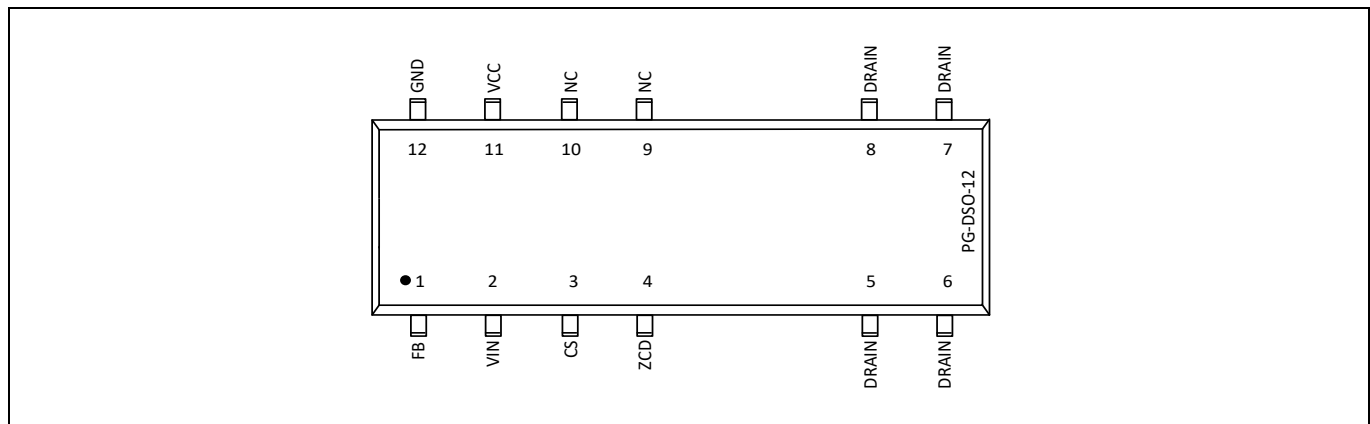 GND VCC NC NC DRAIN DRAIN
12 11 10 9 8 7
PG-DSO-12
1 2 3 4 5 6
FB VIN CS ZCD DRAIN DRAIN